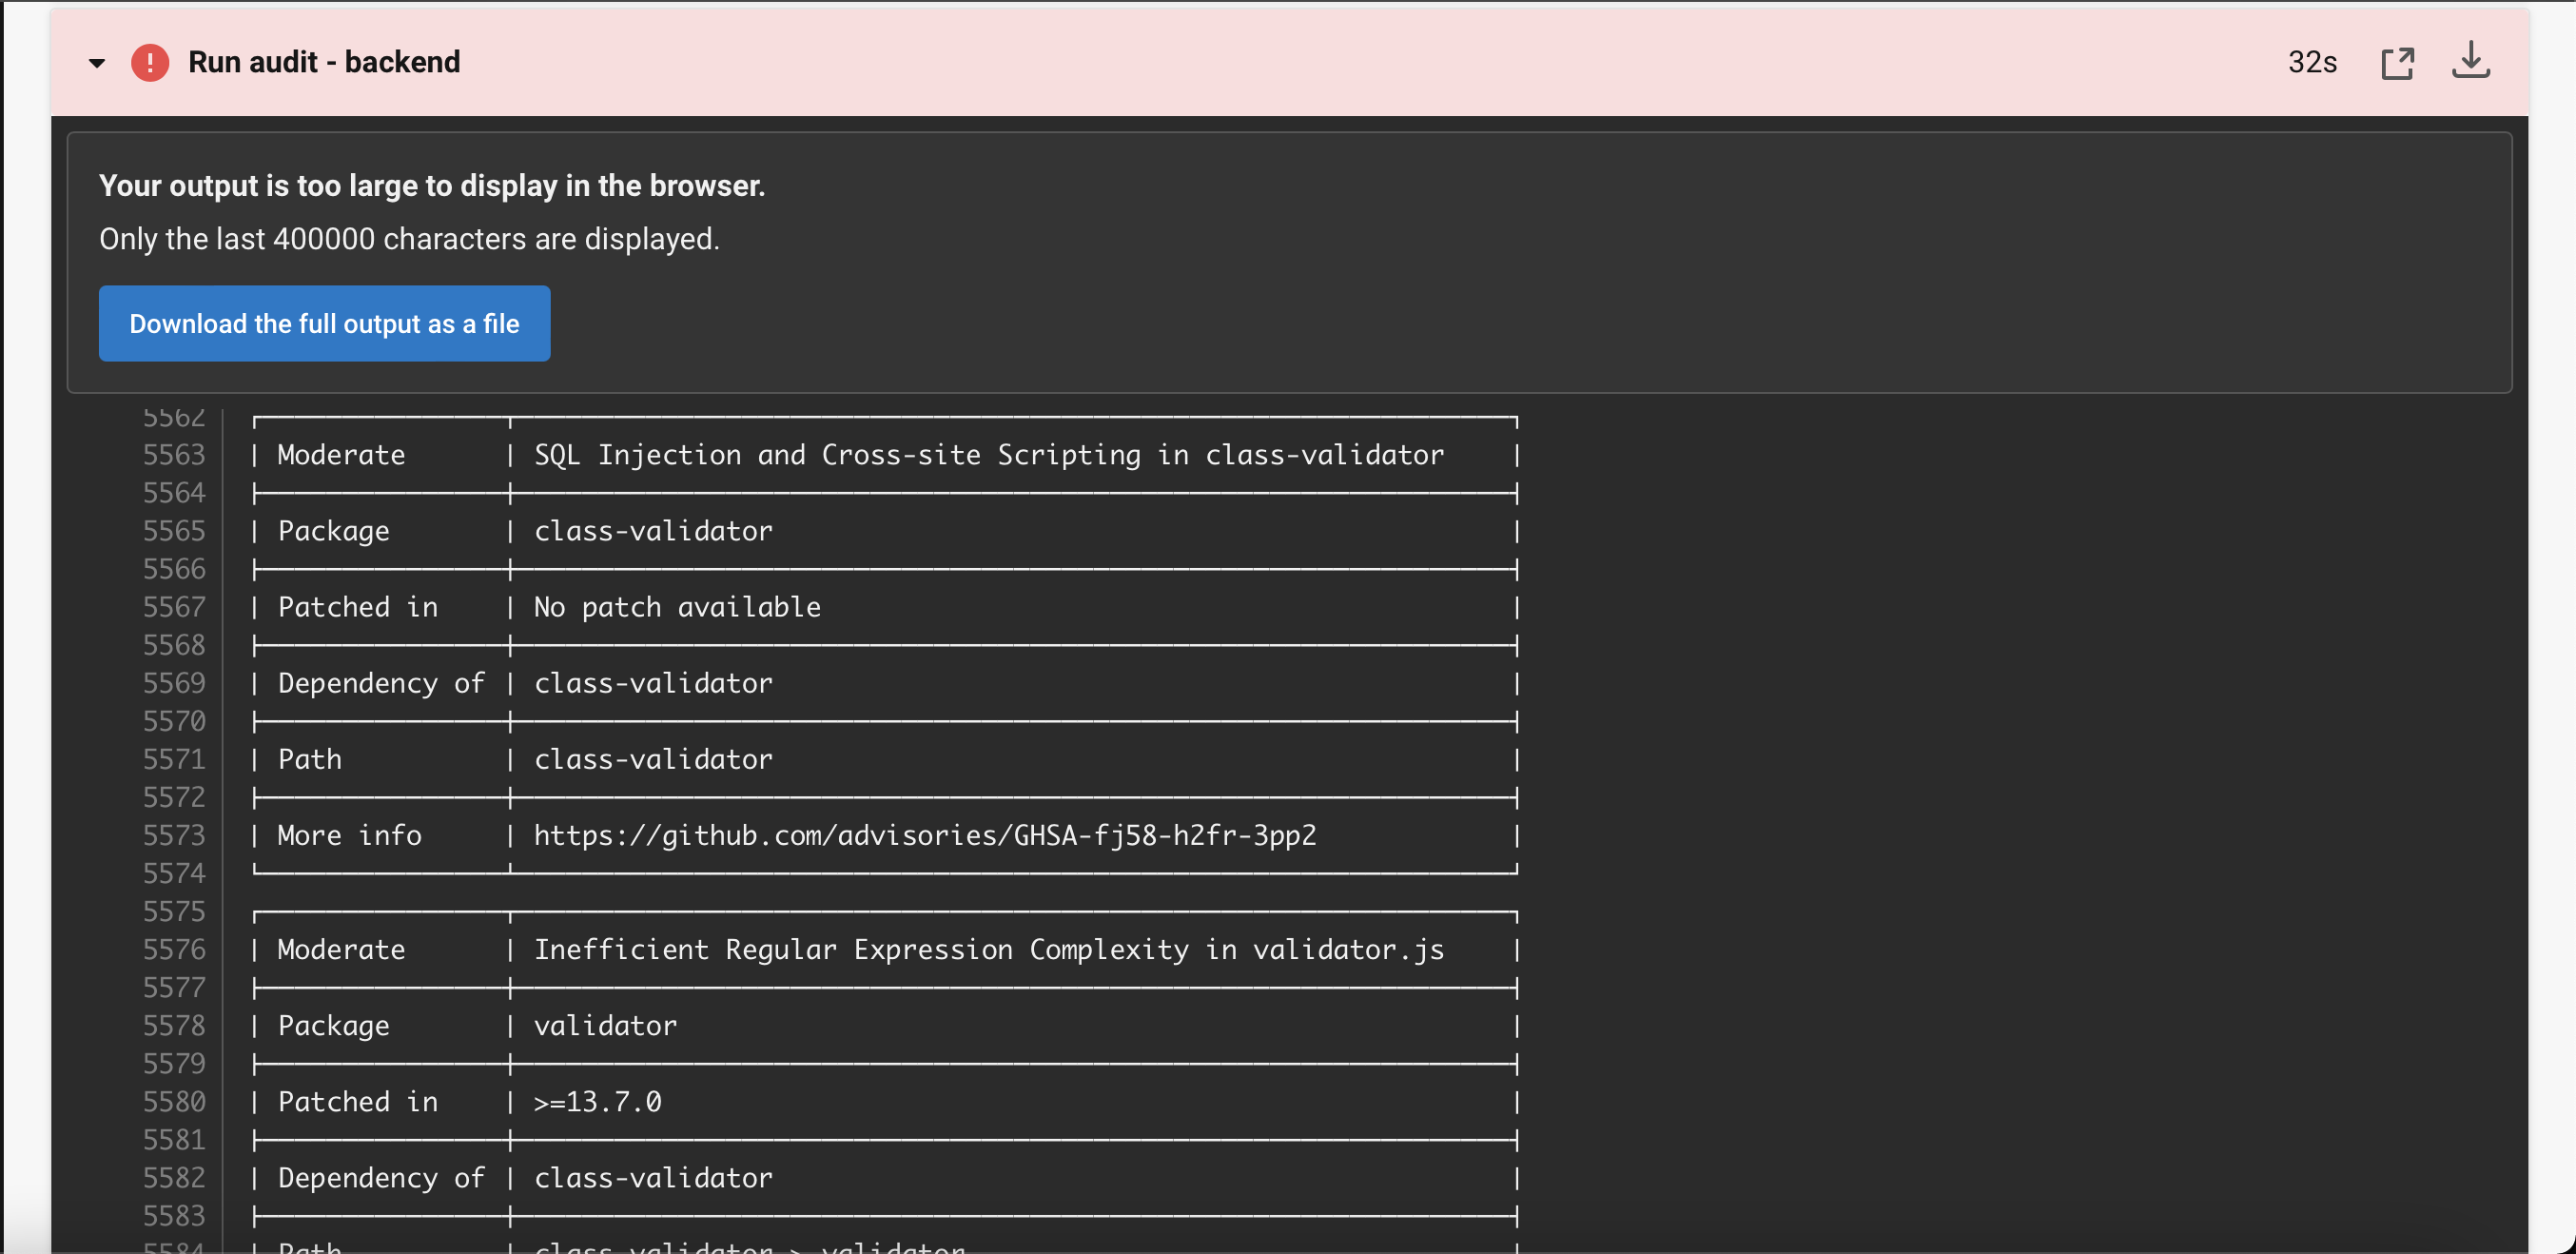 Run audit - backend 32s
Your output is too large to display in the browser.
Only the last 400000 characters are displayed.
Download the full output as a file
5562
5563 | Moderate | SQL Injection and Cross-site Scripting in class-validator |
5564
5565 | Package | class-validator |
5566
5567 | Patched in | No patch available |
5568
5569 | Dependency of | class-validator |
5570
5571 | Path | class-validator |
5572
5573 | More info | https://github.com/advisories/GHSA-fj58-h2fr-3pp2 |
5574
5575
5576 | Moderate | Inefficient Regular Expression Complexity in validator.js |
5577
5578 | Package | validator |
5579
5580 | Patched in | >=13.7.0 |
5581
5582 | Dependency of | class-validator |
5583
5584 | Path | class-validator > validator |